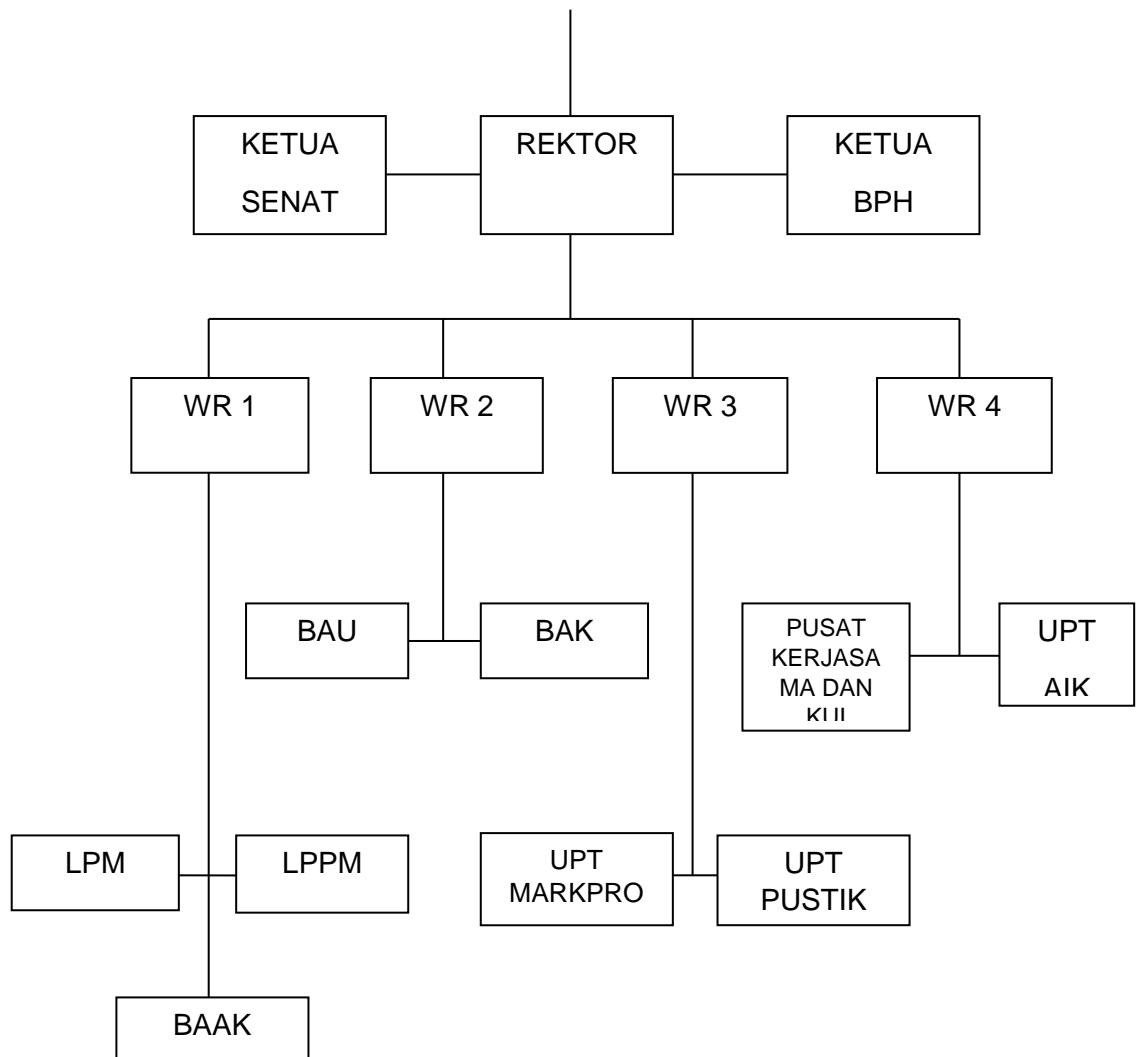 KETUA
SENAT
REKTOR
KETUA
BPH
WR 1
WR 2
WR 3
WR 4
BAU
BAK
PUSAT
KERJASA
MA DAN
UPT
AIK
LPM
LPPM
UPT
MARKPRO
UPT
PUSTIK
BAAK